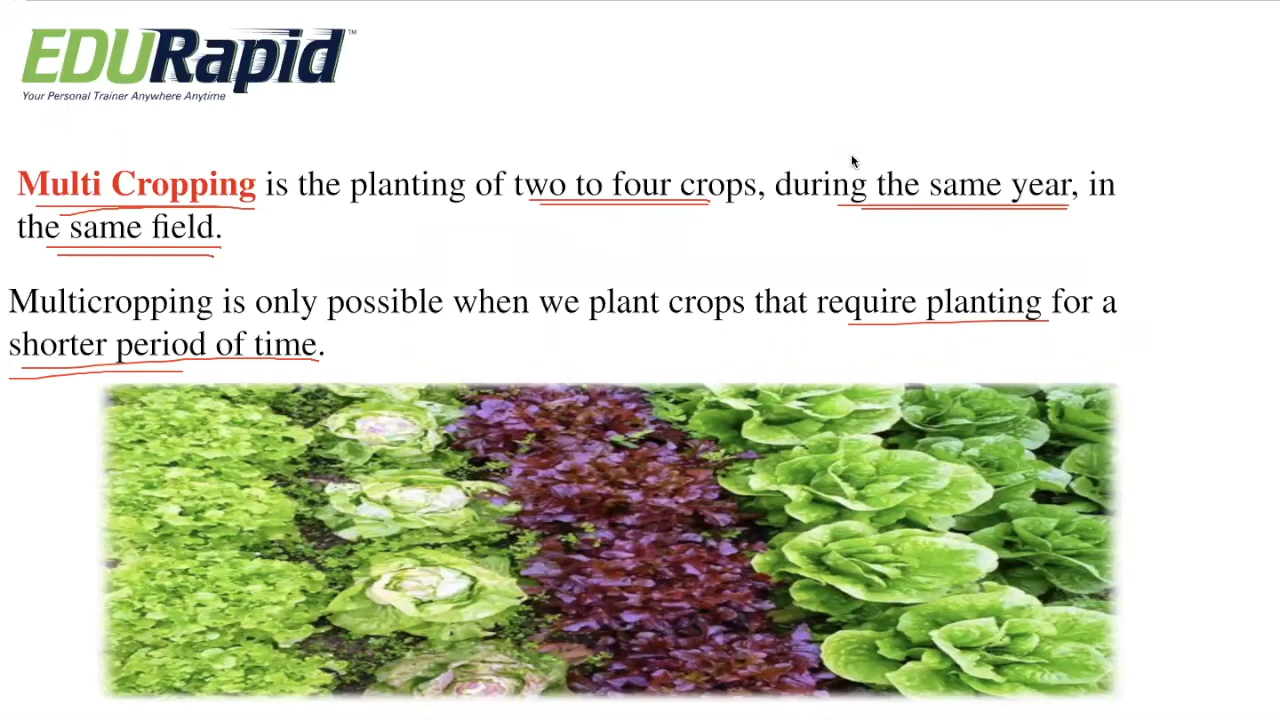 EDURapid™
Your Personal Trainer Anywhere Anytime
Multi Cropping is the planting of two to four crops, during the same year, in
the same field.
Multicropping is only possible when we plant crops that require planting for a
shorter period of time.